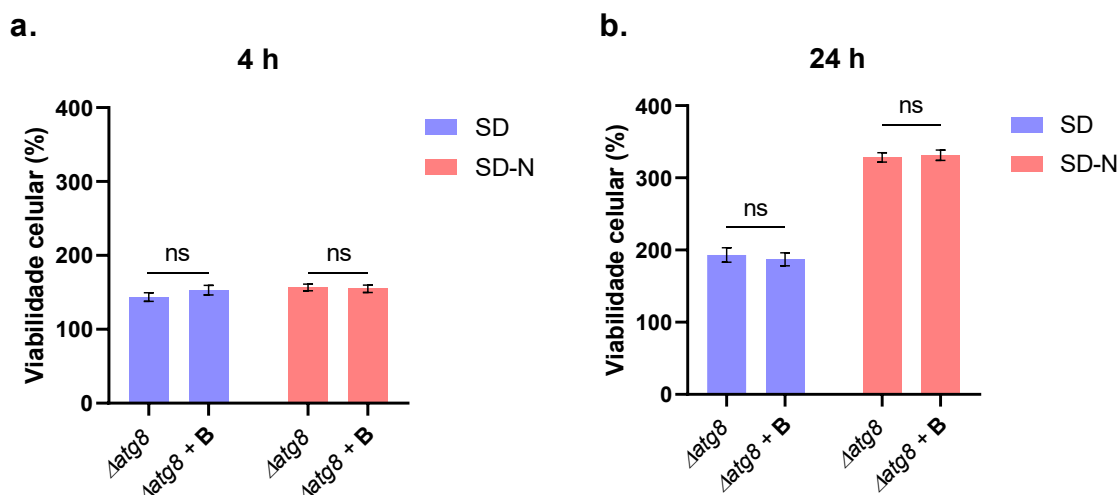 a.
4 h
Viabilidade celular (%)
400
300
200
100
0
ns
ns
Δatg8
Δatg8 + B
Δatg8
Δatg8 + B
SD
SD-N
b.
24 h
Viabilidade celular (%)
400
300
200
100
0
ns
ns
Δatg8
Δatg8 + B
Δatg8
Δatg8 + B
SD
SD-N